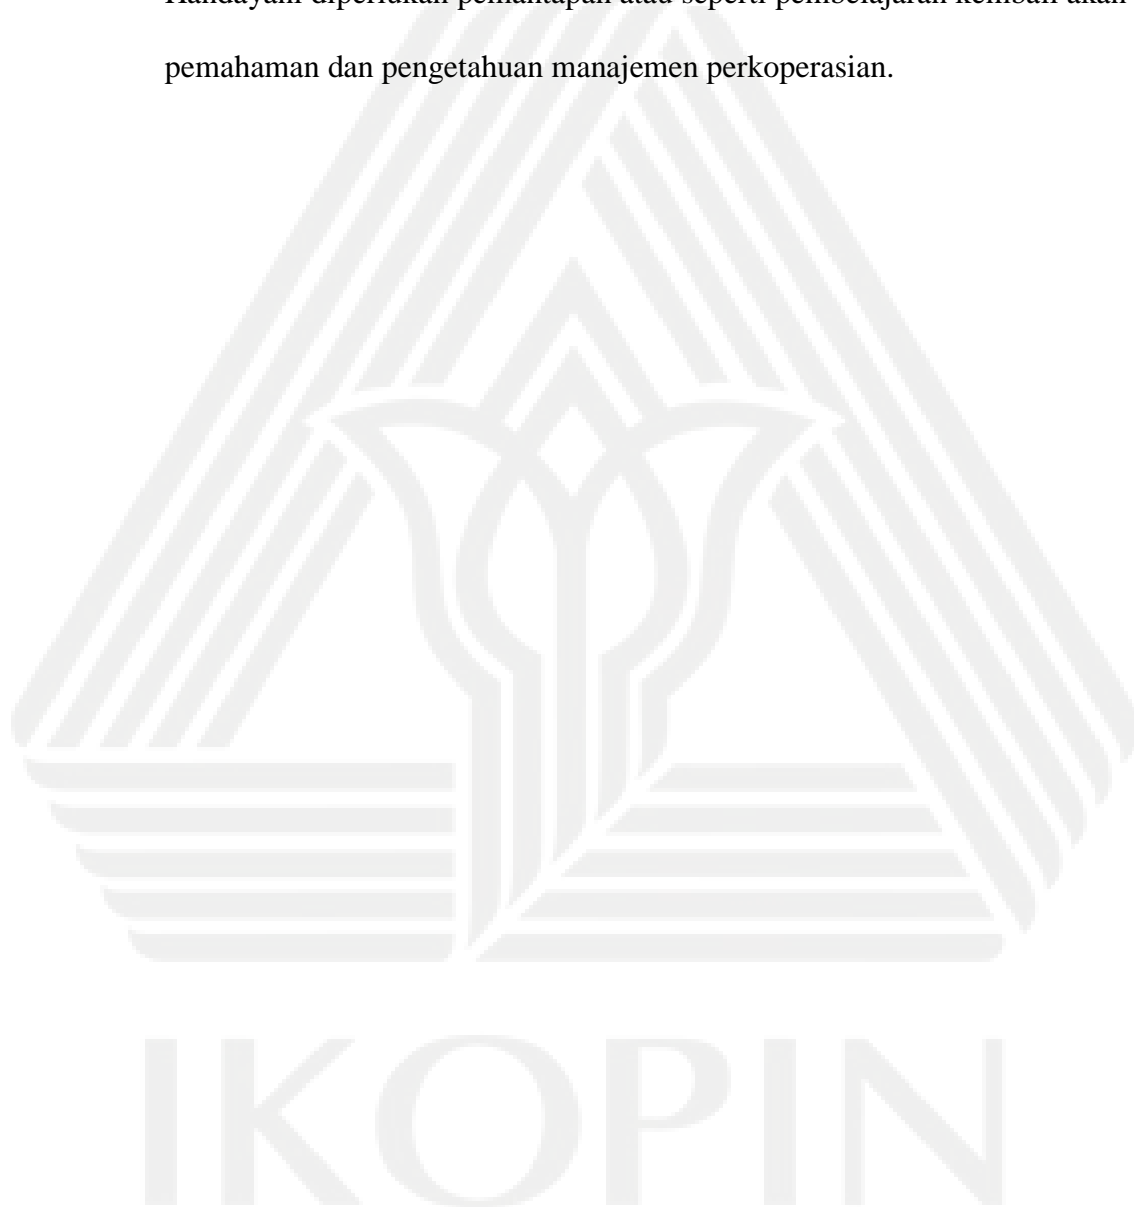 Handayani diperlukan pemantapan atau seperti pembelajaran kembali akan
pemahaman dan pengetahuan manajemen perkoperasian.
IKOPIN